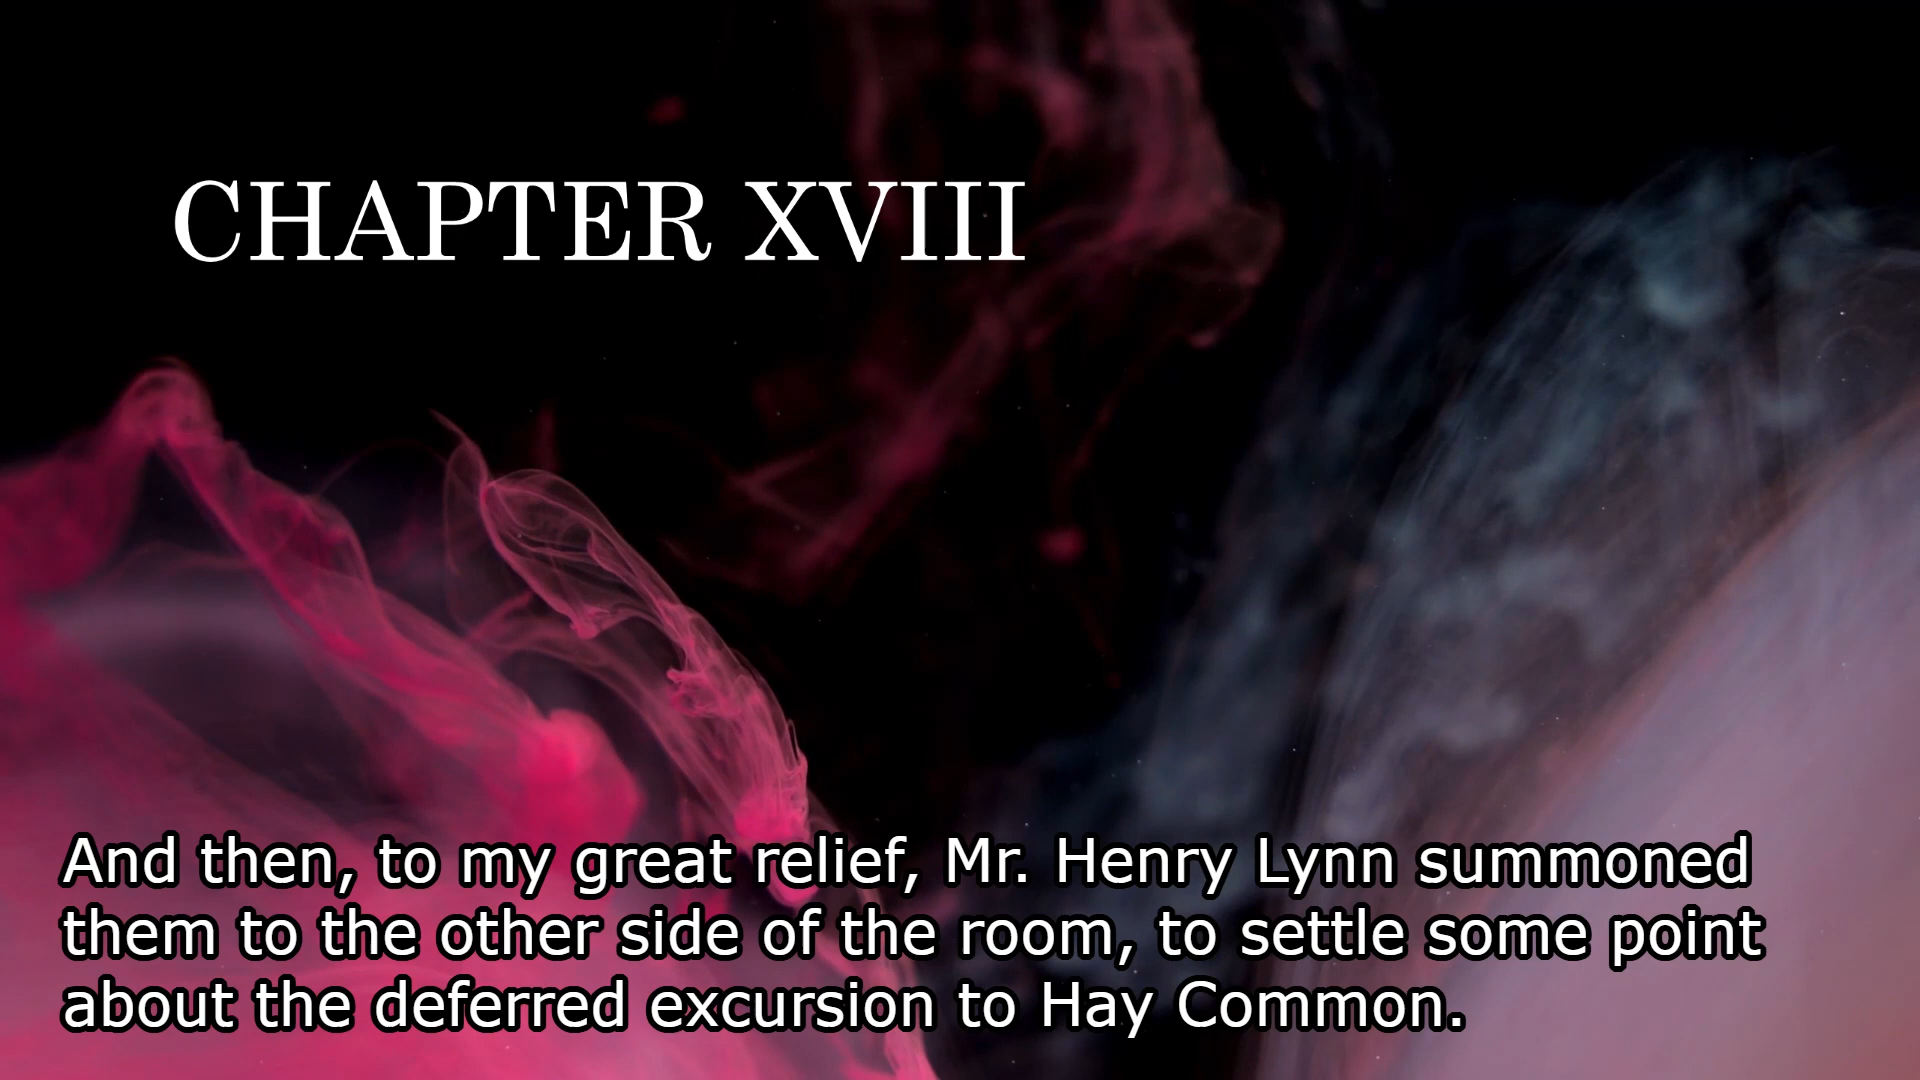 CHAPTER XVIII
And then, to my great relief, Mr. Henry Lynn summoned
them to the other side of the room, to settle some point
about the deferred excursion to Hay Common.